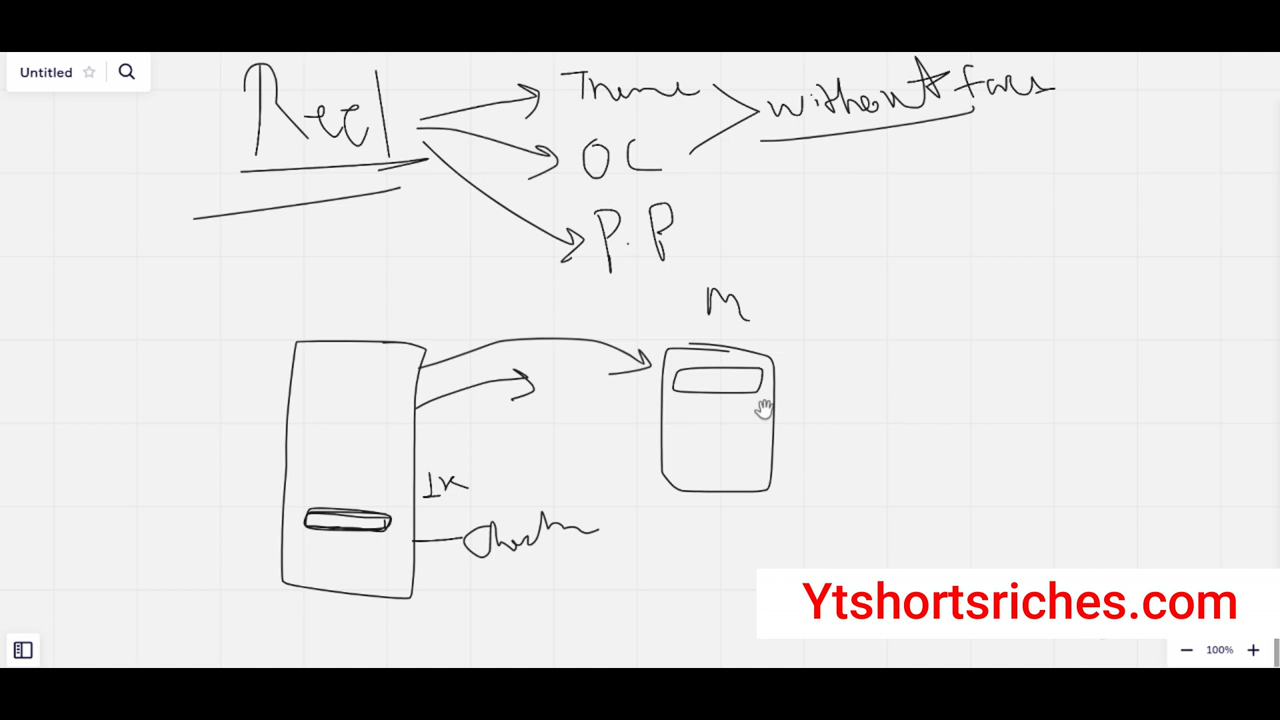 Untitled
Reel
Theme
OC
without face
P.P
M
1K
Ytshortsriches.com
100%